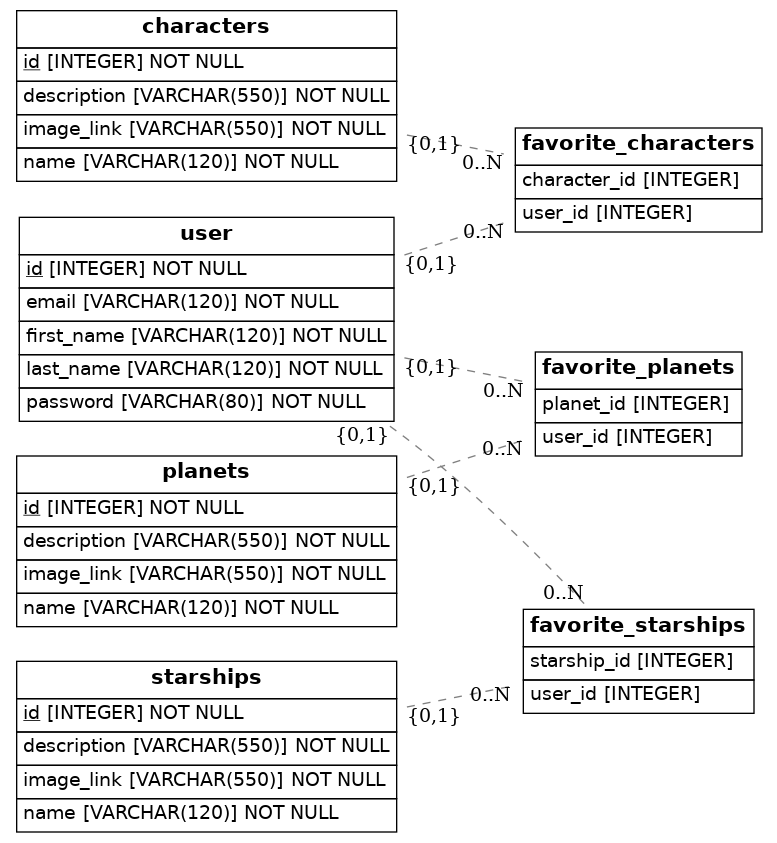 characters
id [INTEGER] NOT NULL
description [VARCHAR(550)] NOT NULL
image_link [VARCHAR(550)] NOT NULL
name [VARCHAR(120)] NOT NULL
{0,1}
0..N
favorite_characters
character_id [INTEGER]
user_id [INTEGER]
user
id [INTEGER] NOT NULL
email [VARCHAR(120)] NOT NULL
first_name [VARCHAR(120)] NOT NULL
last_name [VARCHAR(120)] NOT NULL
password [VARCHAR(80)] NOT NULL
0..N
{0,1}
{0,1}
0..N
{0,1}
favorite_planets
planet_id [INTEGER]
user_id [INTEGER]
planets
id [INTEGER] NOT NULL
description [VARCHAR(550)] NOT NULL
image_link [VARCHAR(550)] NOT NULL
name [VARCHAR(120)] NOT NULL
0..N
{0,1}
0..N
favorite_starships
starship_id [INTEGER]
user_id [INTEGER]
starships
id [INTEGER] NOT NULL
description [VARCHAR(550)] NOT NULL
image_link [VARCHAR(550)] NOT NULL
name [VARCHAR(120)] NOT NULL
0..N
{0,1}